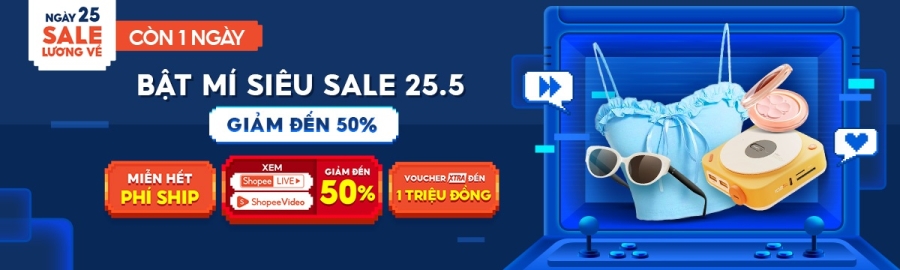 NGÀY 25
SALE
LƯƠNG VỀ
CÒN 1 NGÀY
BẬT MÍ SIÊU SALE 25.5
GIẢM ĐẾN 50%
MIỄN HẾT
PHÍ SHIP
XEM
Shopee LIVE
ShopeeVideo
GIẢM ĐẾN
50%
VOUCHER XTRA ĐẾN
1 TRIỆU ĐỒNG